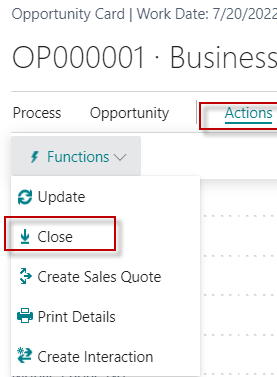 Opportunity Card | Work Date: 7/20/2022
OP000001 · Business
Process Opportunity Actions
Functions
Update
Close
Create Sales Quote
Print Details
Create Interaction